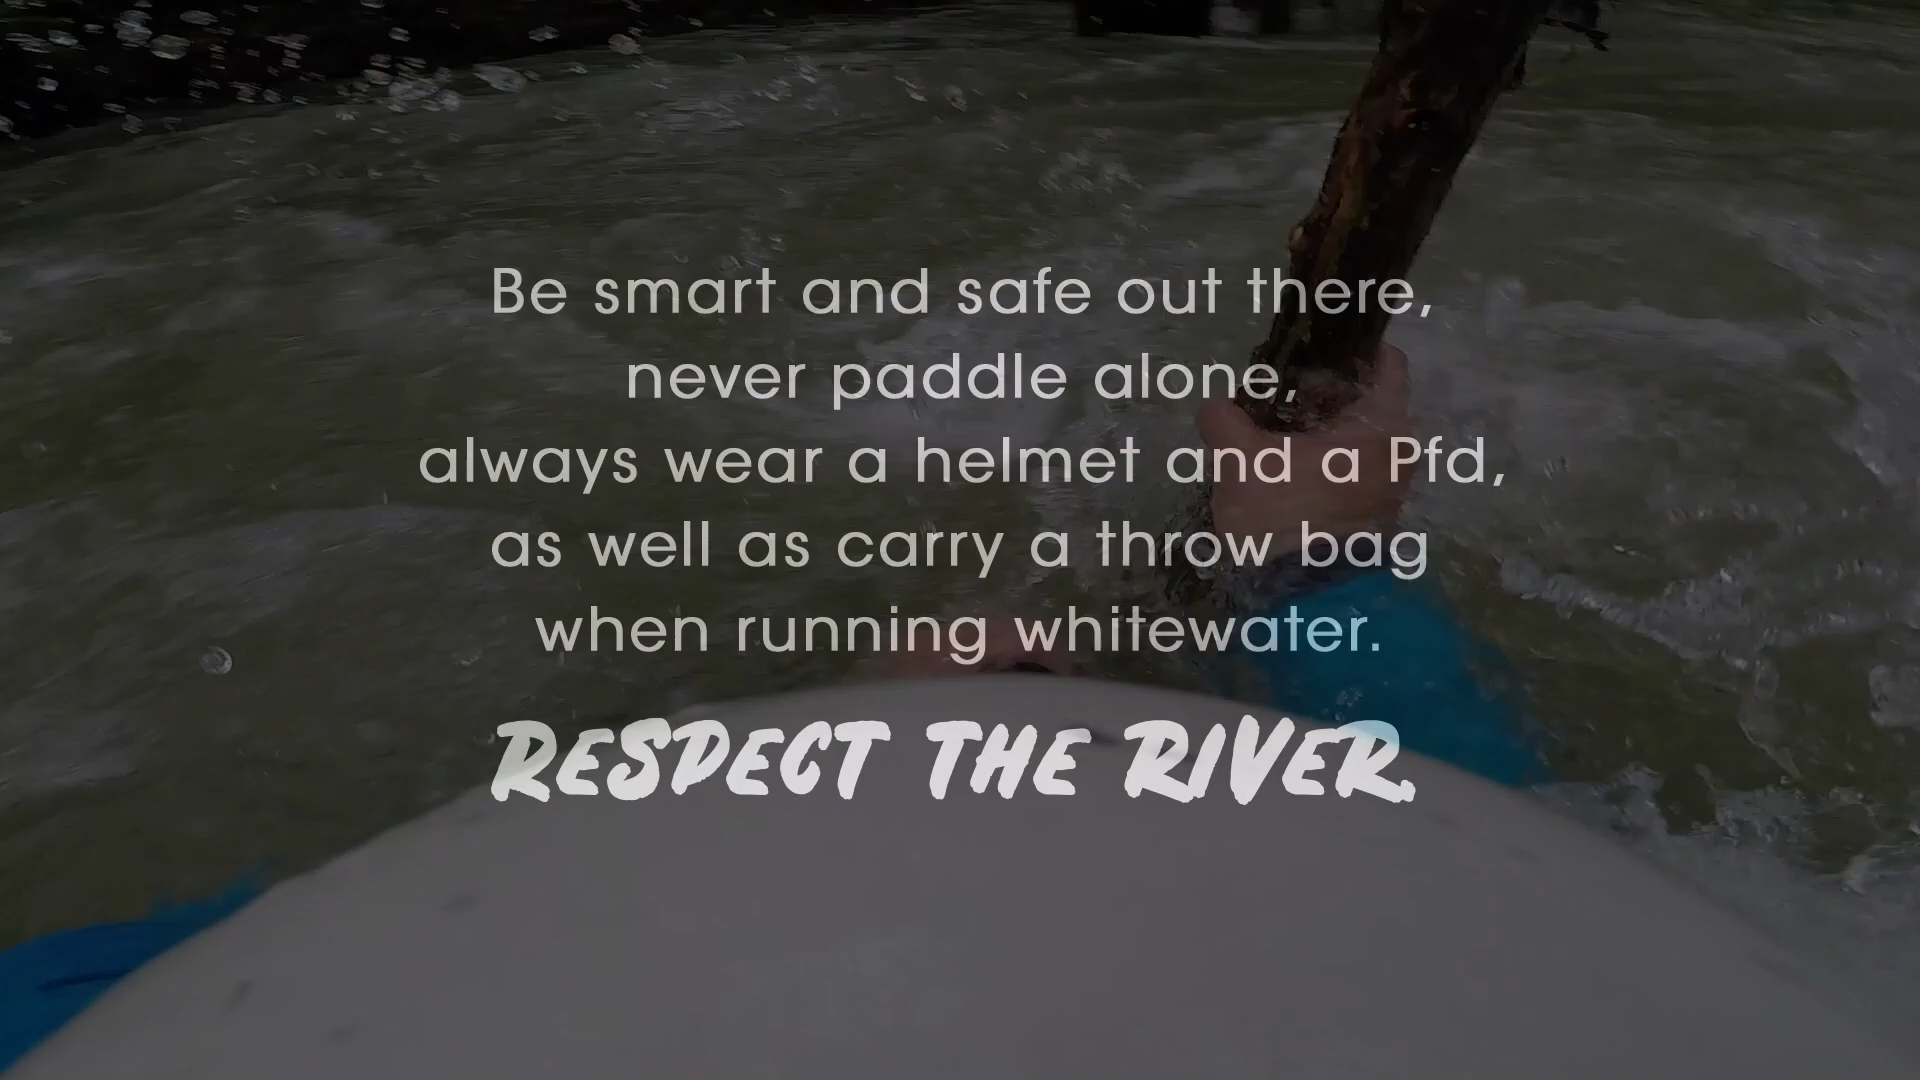 Be smart and safe out there,
never paddle alone,
always wear a helmet and a Pfd,
as well as carry a throw bag
when running whitewater.
RESPECT THE RIVER.